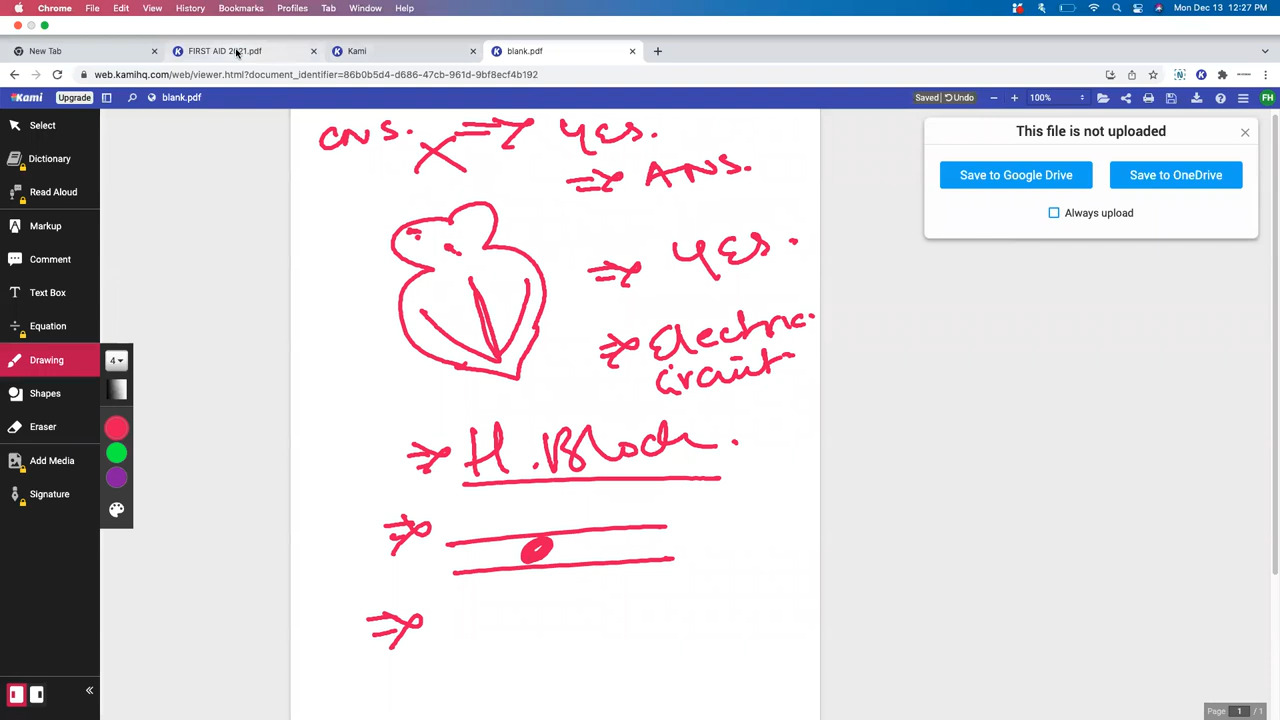 Chrome File Edit View History Bookmarks Profiles Tab Window Help Mon Dec 13 12:27 PM
New Tab FIRST AID 2021.pdf Kami blank.pdf
web.kamihq.com/web/viewer.html?document_identifier=86b0b5d4-d686-47cb-961d-9bf8ecf4b192
Kami Upgrade blank.pdf Saved Undo 100% FH
Select
Dictionary
Read Aloud
Markup
Comment
Text Box
Equation
Drawing
4
Shapes
Eraser
Add Media
Signature
ANS. ⇒ YES.
⇒ ANS.
⇒ YES.
⇒ Electric
circuit
⇒ H. Block.
⇒
⇒
This file is not uploaded
Save to Google Drive Save to OneDrive
Always upload
Page 1 / 1